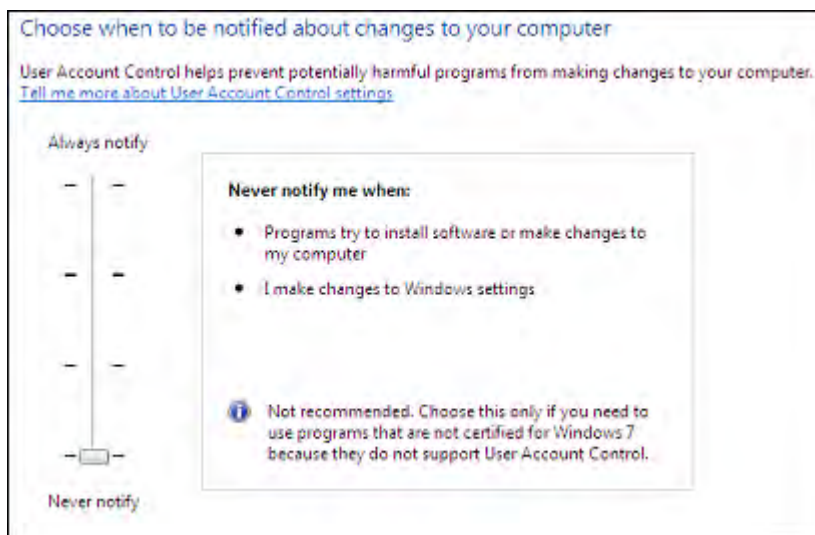 Choose when to be notified about changes to your computer
User Account Control helps prevent potentially harmful programs from making changes to your computer.
Tell me more about User Account Control settings
Always notify
Never notify me when:
• Programs try to install software or make changes to
my computer
• I make changes to Windows settings
Not recommended. Choose this only if you need to
use programs that are not certified for Windows 7
because they do not support User Account Control.
Never notify